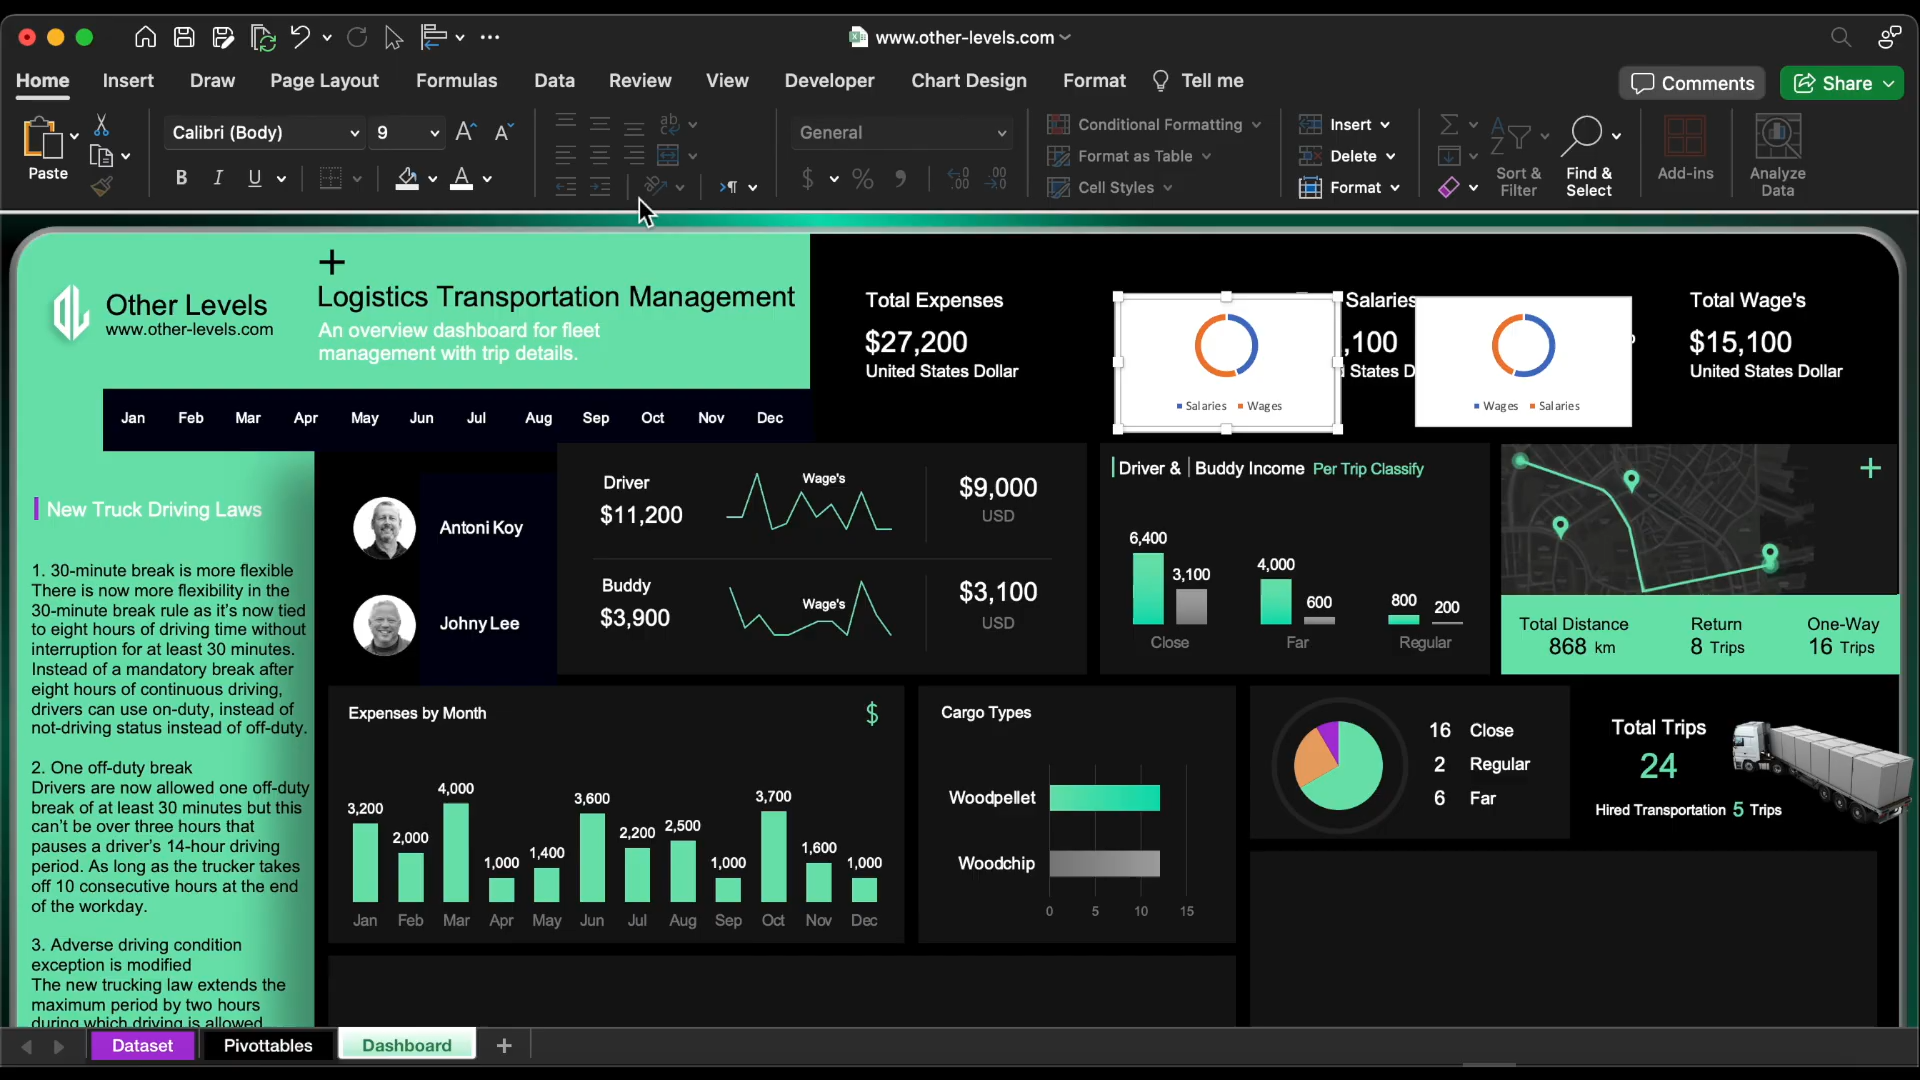 www.other-levels.com
Home Insert Draw Page Layout Formulas Data Review View Developer Chart Design Format Tell me
Comments Share
Paste
Calibri (Body) 9
General
Conditional Formatting
Format as Table
Cell Styles
Insert
Delete
Format
Sort & Filter
Find & Select
Add-ins
Analyze Data
Other Levels
www.other-levels.com
Logistics Transportation Management
An overview dashboard for fleet
management with trip details.
Total Expenses
$27,200
United States Dollar
Salaries Wages
Salaries
,100
States D
Wages Salaries
Total Wage's
$15,100
United States Dollar
Jan Feb Mar Apr May Jun Jul Aug Sep Oct Nov Dec
New Truck Driving Laws
1. 30-minute break is more flexible
There is now more flexibility in the
30-minute break rule as it's now tied
to eight hours of driving time without
interruption for at least 30 minutes.
Instead of a mandatory break after
eight hours of continuous driving,
drivers can use on-duty, instead of
not-driving status instead of off-duty.
2. One off-duty break
Drivers are now allowed one off-duty
break of at least 30 minutes but this
can't be over three hours that
pauses a driver's 14-hour driving
period. As long as the trucker takes
off 10 consecutive hours at the end
of the workday.
3. Adverse driving condition
exception is modified
The new trucking law extends the
maximum period by two hours
during which driving is allowed
Antoni Koy
Johny Lee
Driver
$11,200
Wage's
$9,000
USD
Buddy
$3,900
Wage's
$3,100
USD
Driver & Buddy Income Per Trip Classify
6,400 3,100 4,000 600 800 200
Close Far Regular
Total Distance
868 km
Return
8 Trips
One-Way
16 Trips
Expenses by Month $
3,200 2,000 4,000 1,000 1,400 3,600 2,200 2,500 1,000 3,700 1,600 1,000
Jan Feb Mar Apr May Jun Jul Aug Sep Oct Nov Dec
Cargo Types
Woodpellet
Woodchip
0 5 10 15
16 Close
2 Regular
6 Far
Total Trips
24
Hired Transportation 5 Trips
Dataset Pivottables Dashboard